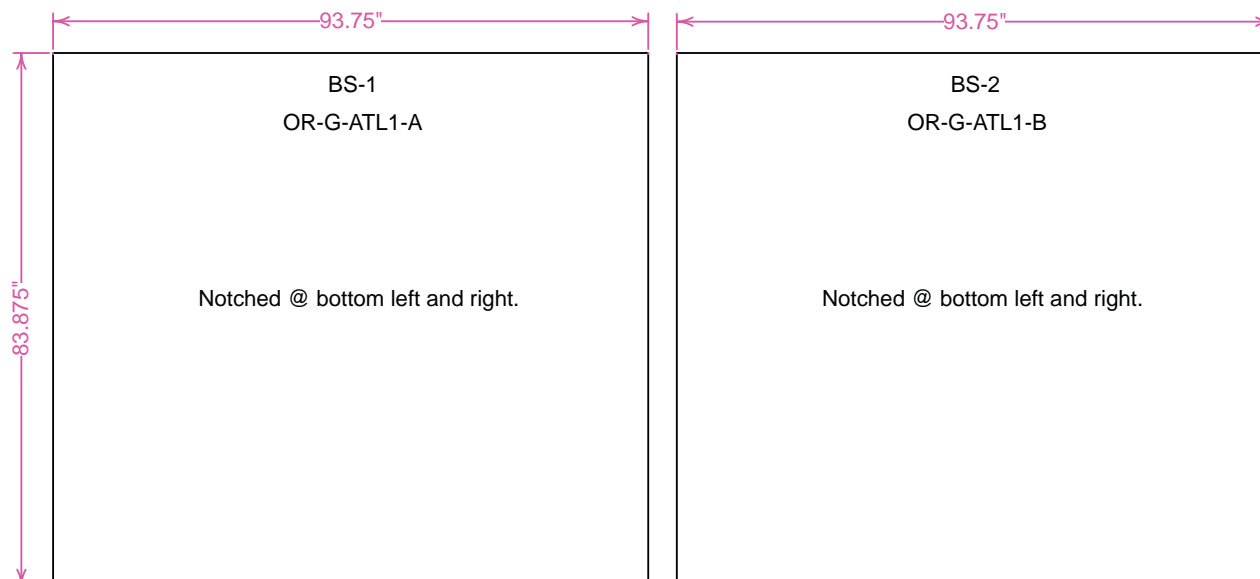 93.75"
93.75"
BS-1
OR-G-ATL1-A
BS-2
OR-G-ATL1-B
83.875"
Notched @ bottom left and right.
Notched @ bottom left and right.